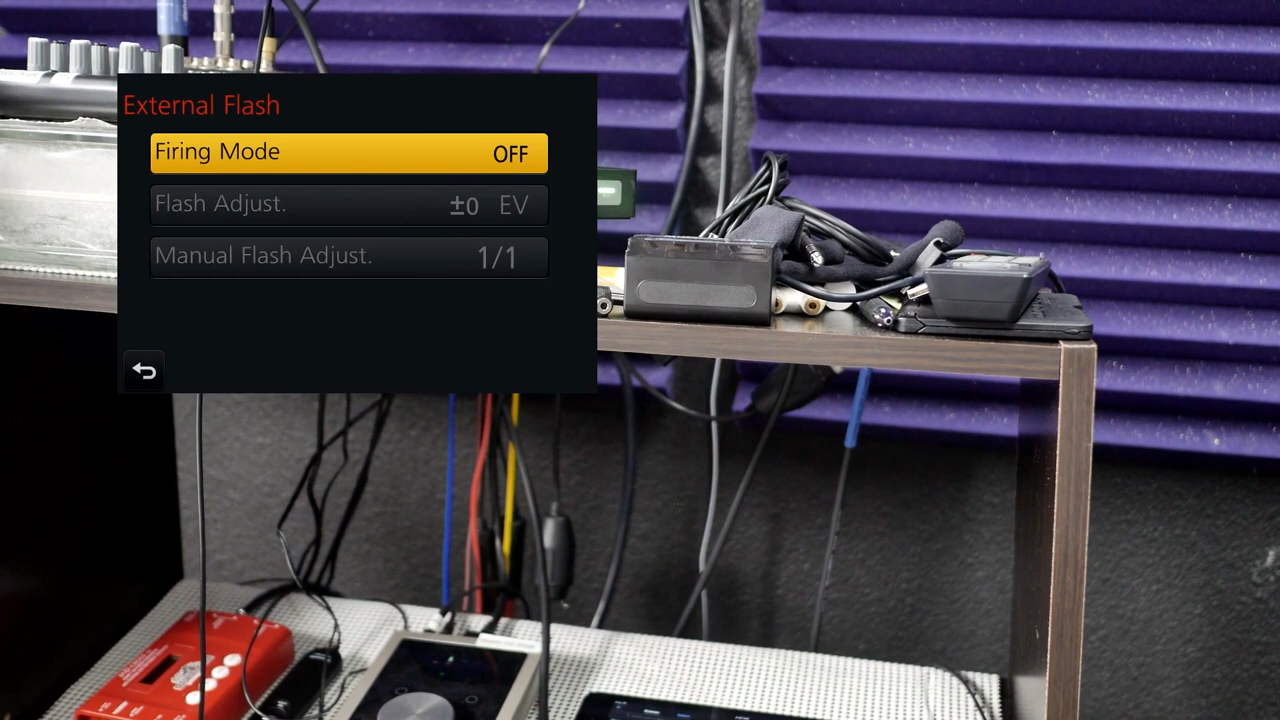 External Flash
Firing Mode OFF
Flash Adjust. ±0 EV
Manual Flash Adjust. 1/1